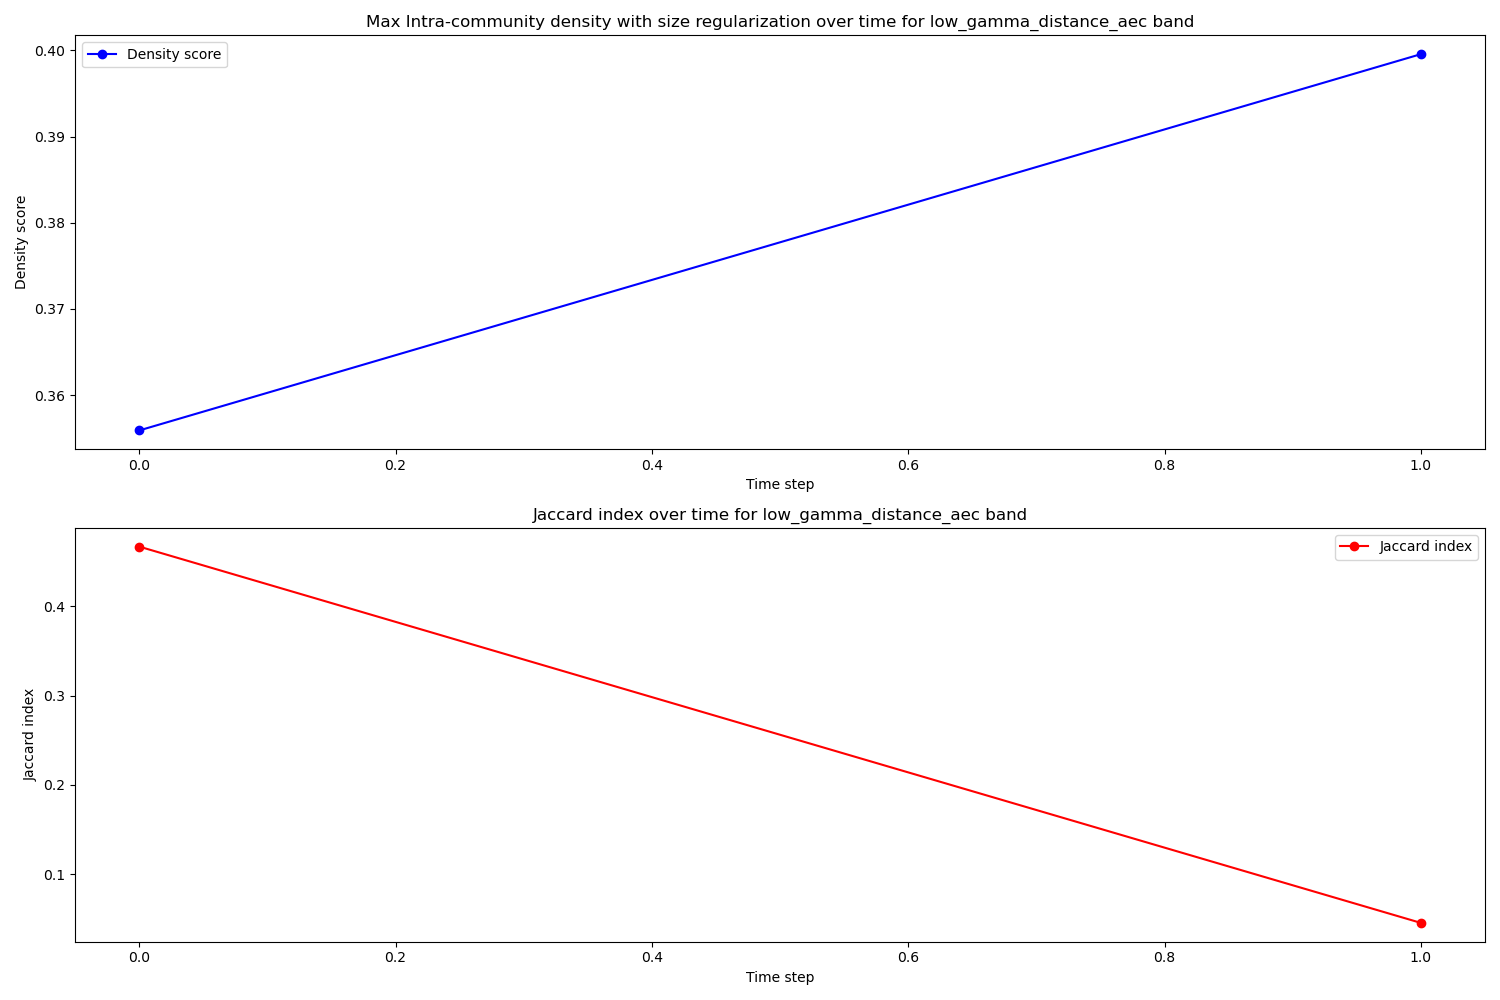 Max Intra-community density with size regularization over time for low_gamma_distance_aec band
Density score
0.40
0.39
0.38
0.37
0.36
Density score
0.0 0.2 0.4 0.6 0.8 1.0
Time step
Jaccard index over time for low_gamma_distance_aec band
Jaccard index
0.4
0.3
0.2
0.1
Jaccard index
0.0 0.2 0.4 0.6 0.8 1.0
Time step